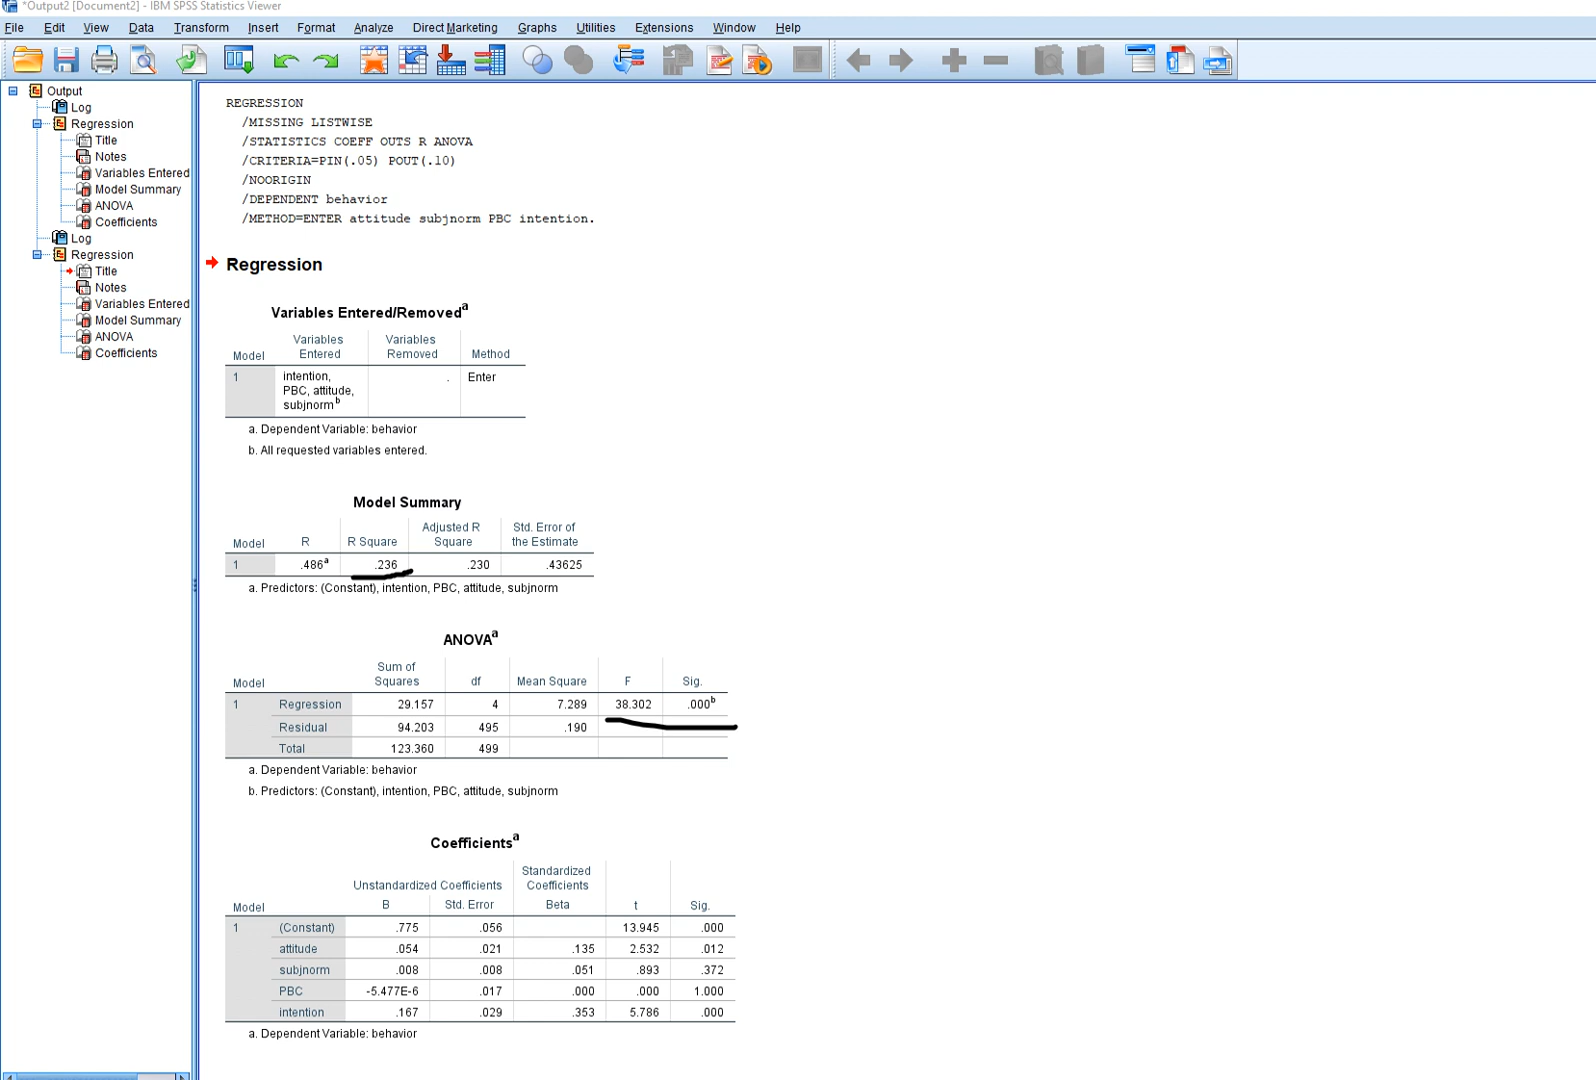 *Output2 [Document2] - IBM SPSS Statistics Viewer
File Edit View Data Transform Insert Format Analyze Direct Marketing Graphs Utilities Extensions Window Help
Output
Log
Regression
Title
Notes
Variables Entered
Model Summary
ANOVA
Coefficients
Log
Regression
Title
Notes
Variables Entered
Model Summary
ANOVA
Coefficients
REGRESSION
/MISSING LISTWISE
/STATISTICS COEFF OUTS R ANOVA
/CRITERIA=PIN(.05) POUT(.10)
/NOORIGIN
/DEPENDENT behavior
/METHOD=ENTER attitude subjnorm PBC intention.
Regression
Variables Entered/Removedᵃ
Model Variables Entered Variables Removed Method
1 intention, PBC, attitude, subjnormᵇ . Enter
a. Dependent Variable: behavior
b. All requested variables entered.
Model Summary
Model R R Square Adjusted R Square Std. Error of the Estimate
1 .486ᵃ .236 .230 .43625
a. Predictors: (Constant), intention, PBC, attitude, subjnorm
ANOVAᵃ
Model Sum of Squares df Mean Square F Sig.
1 Regression 29.157 4 7.289 38.302 .000ᵇ
Residual 94.203 495 .190
Total 123.360 499
a. Dependent Variable: behavior
b. Predictors: (Constant), intention, PBC, attitude, subjnorm
Coefficientsᵃ
Unstandardized Coefficients Standardized Coefficients
Model B Std. Error Beta t Sig.
1 (Constant) .775 .056 13.945 .000
attitude .054 .021 .135 2.532 .012
subjnorm .008 .008 .051 .893 .372
PBC -5.477E-6 .017 .000 .000 1.000
intention .167 .029 .353 5.786 .000
a. Dependent Variable: behavior